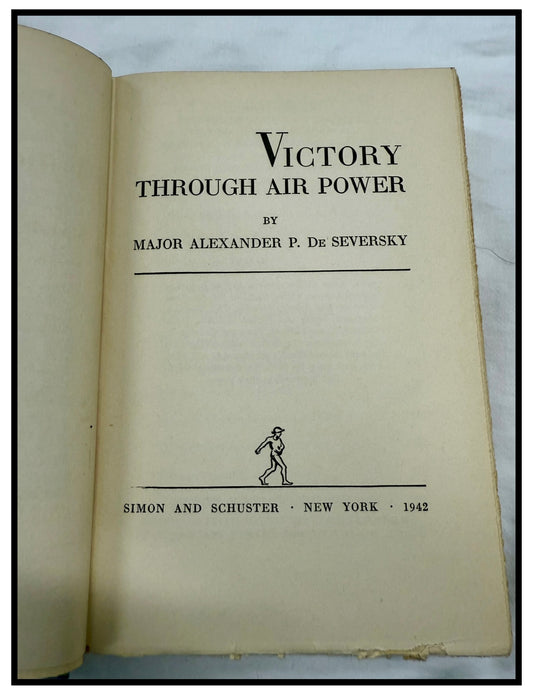 VICTORY
THROUGH AIR POWER
BY
MAJOR ALEXANDER P. DE SEVERSKY
SIMON AND SCHUSTER · NEW YORK · 1942